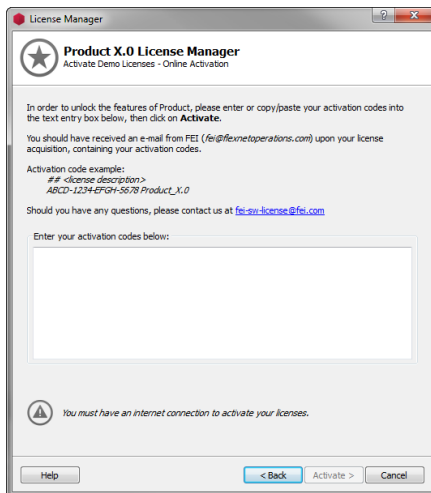 License Manager
?
X
Product X.0 License Manager
Activate Demo Licenses - Online Activation
In order to unlock the features of Product, please enter or copy/paste your activation codes into
the text entry box below, then click on Activate.
You should have received an e-mail from FEI (fei@flexnetoperations.com) upon your license
acquisition, containing your activation codes.
Activation code example:
## <license description>
ABCD-1234-EFGH-5678 Product_X.0
Should you have any questions, please contact us at fei-sw-license@fei.com
Enter your activation codes below:
You must have an internet connection to activate your licenses.
Help
< Back
Activate >
Cancel